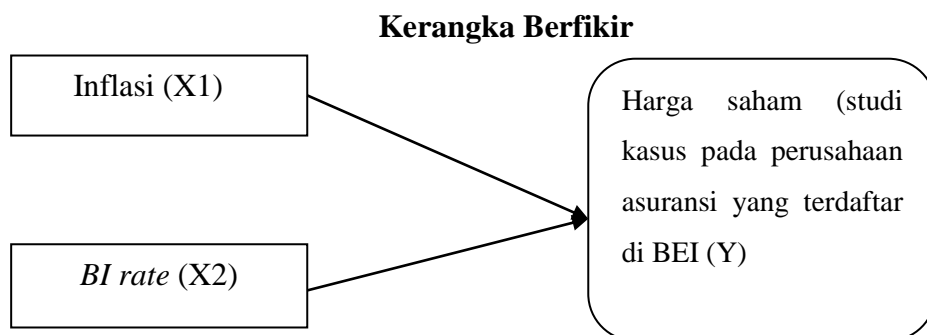 Kerangka Berfikir
Inflasi (X1)
Harga saham (studi
kasus pada perusahaan
asuransi yang terdaftar
di BEI (Y)
BI rate (X2)